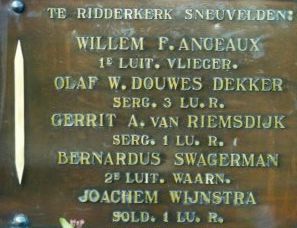 TE RIDDERKERK SNEUVELDEN:
WILLEM F. ANCEAUX
1E LUIT. VLIEGER.
OLAF W. DOUWES DEKKER
SERG. 3 LU. R.
GERRIT A. VAN RIEMSDIJK
SERG. 1 LU. R.
BERNARDUS SWAGERMAN
2E LUIT. WAARN.
JOACHEM WIJNSTRA
SOLD. 1 LU. R.